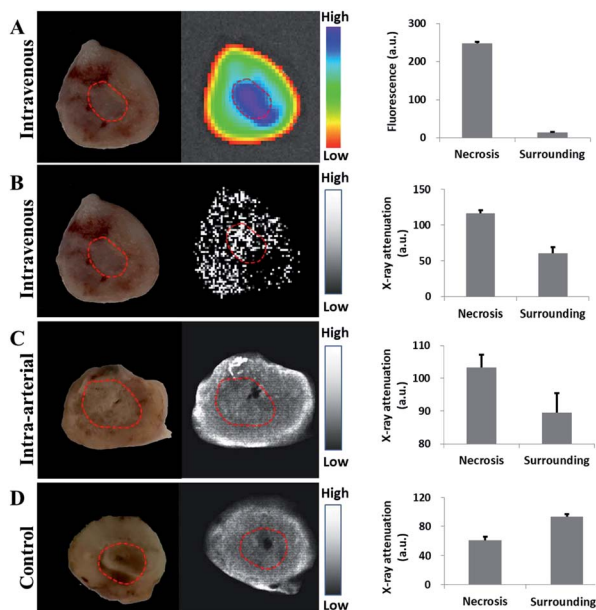 A
Intravenous
High
Low
Fluorescence (a.u.)
300
200
100
0
Necrosis Surrounding
B
Intravenous
High
Low
X-ray attenuation
(a.u.)
150
100
50
0
Necrosis Surrounding
C
Intra-arterial
High
Low
X-ray attenuation
(a.u.)
110
100
90
80
Necrosis Surrounding
D
Control
High
Low
X-ray attenuation
(a.u.)
120
80
40
0
Necrosis Surrounding